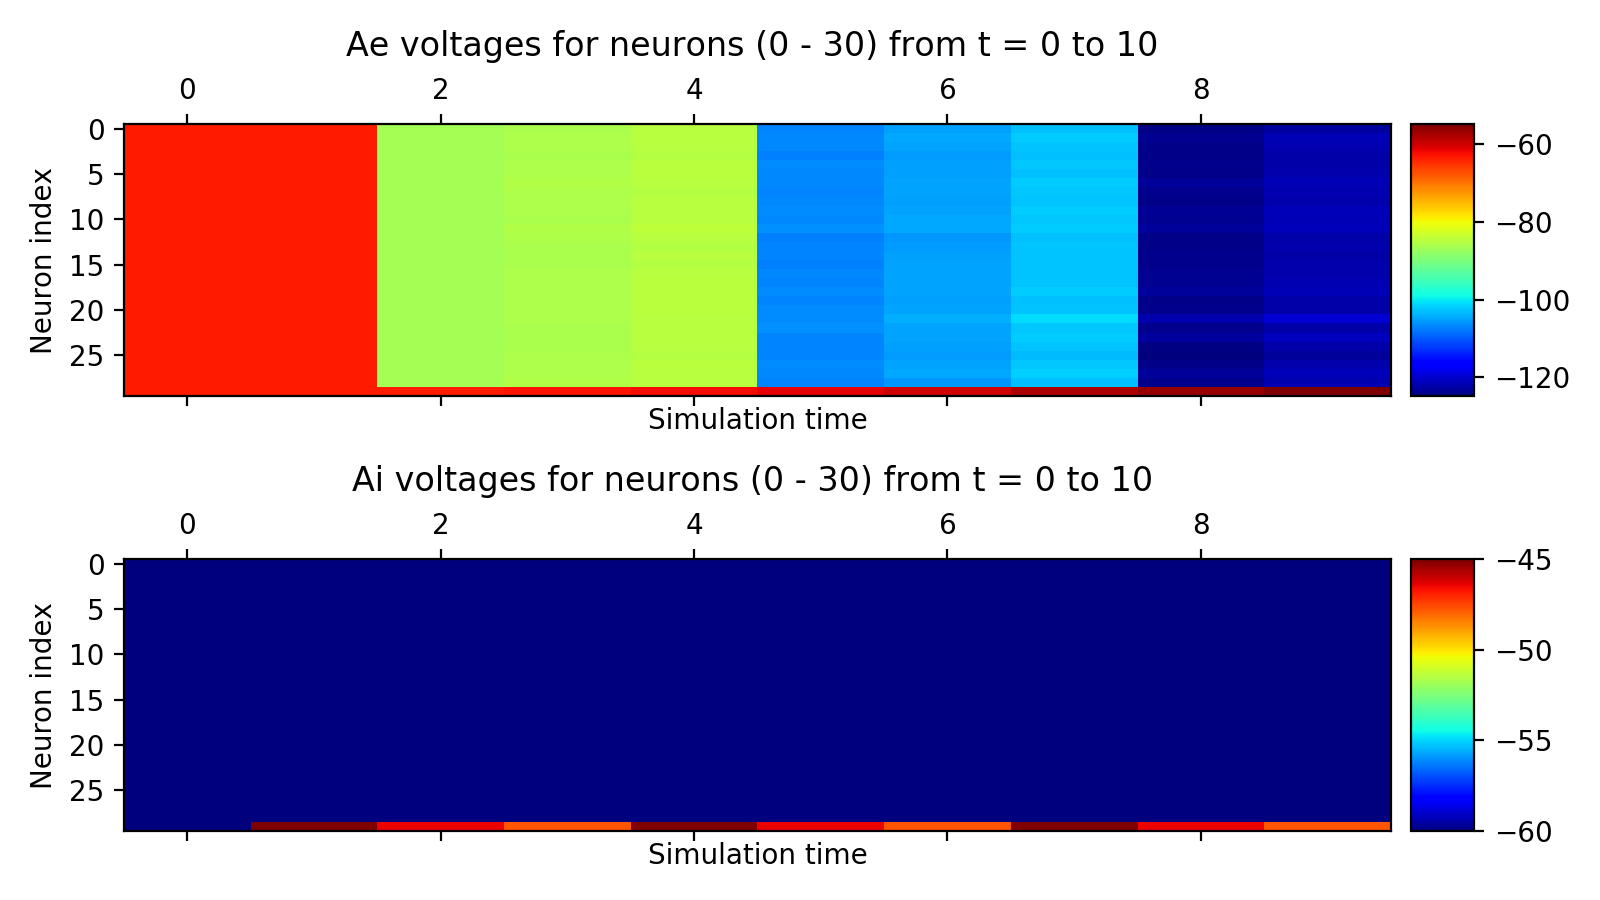 Ae voltages for neurons (0 - 30) from t = 0 to 10
0 2 4 6 8
Neuron index
0
5
10
15
20
25
−60
−80
−100
−120
Simulation time
Ai voltages for neurons (0 - 30) from t = 0 to 10
0 2 4 6 8
Neuron index
0
5
10
15
20
25
−45
−50
−55
−60
Simulation time